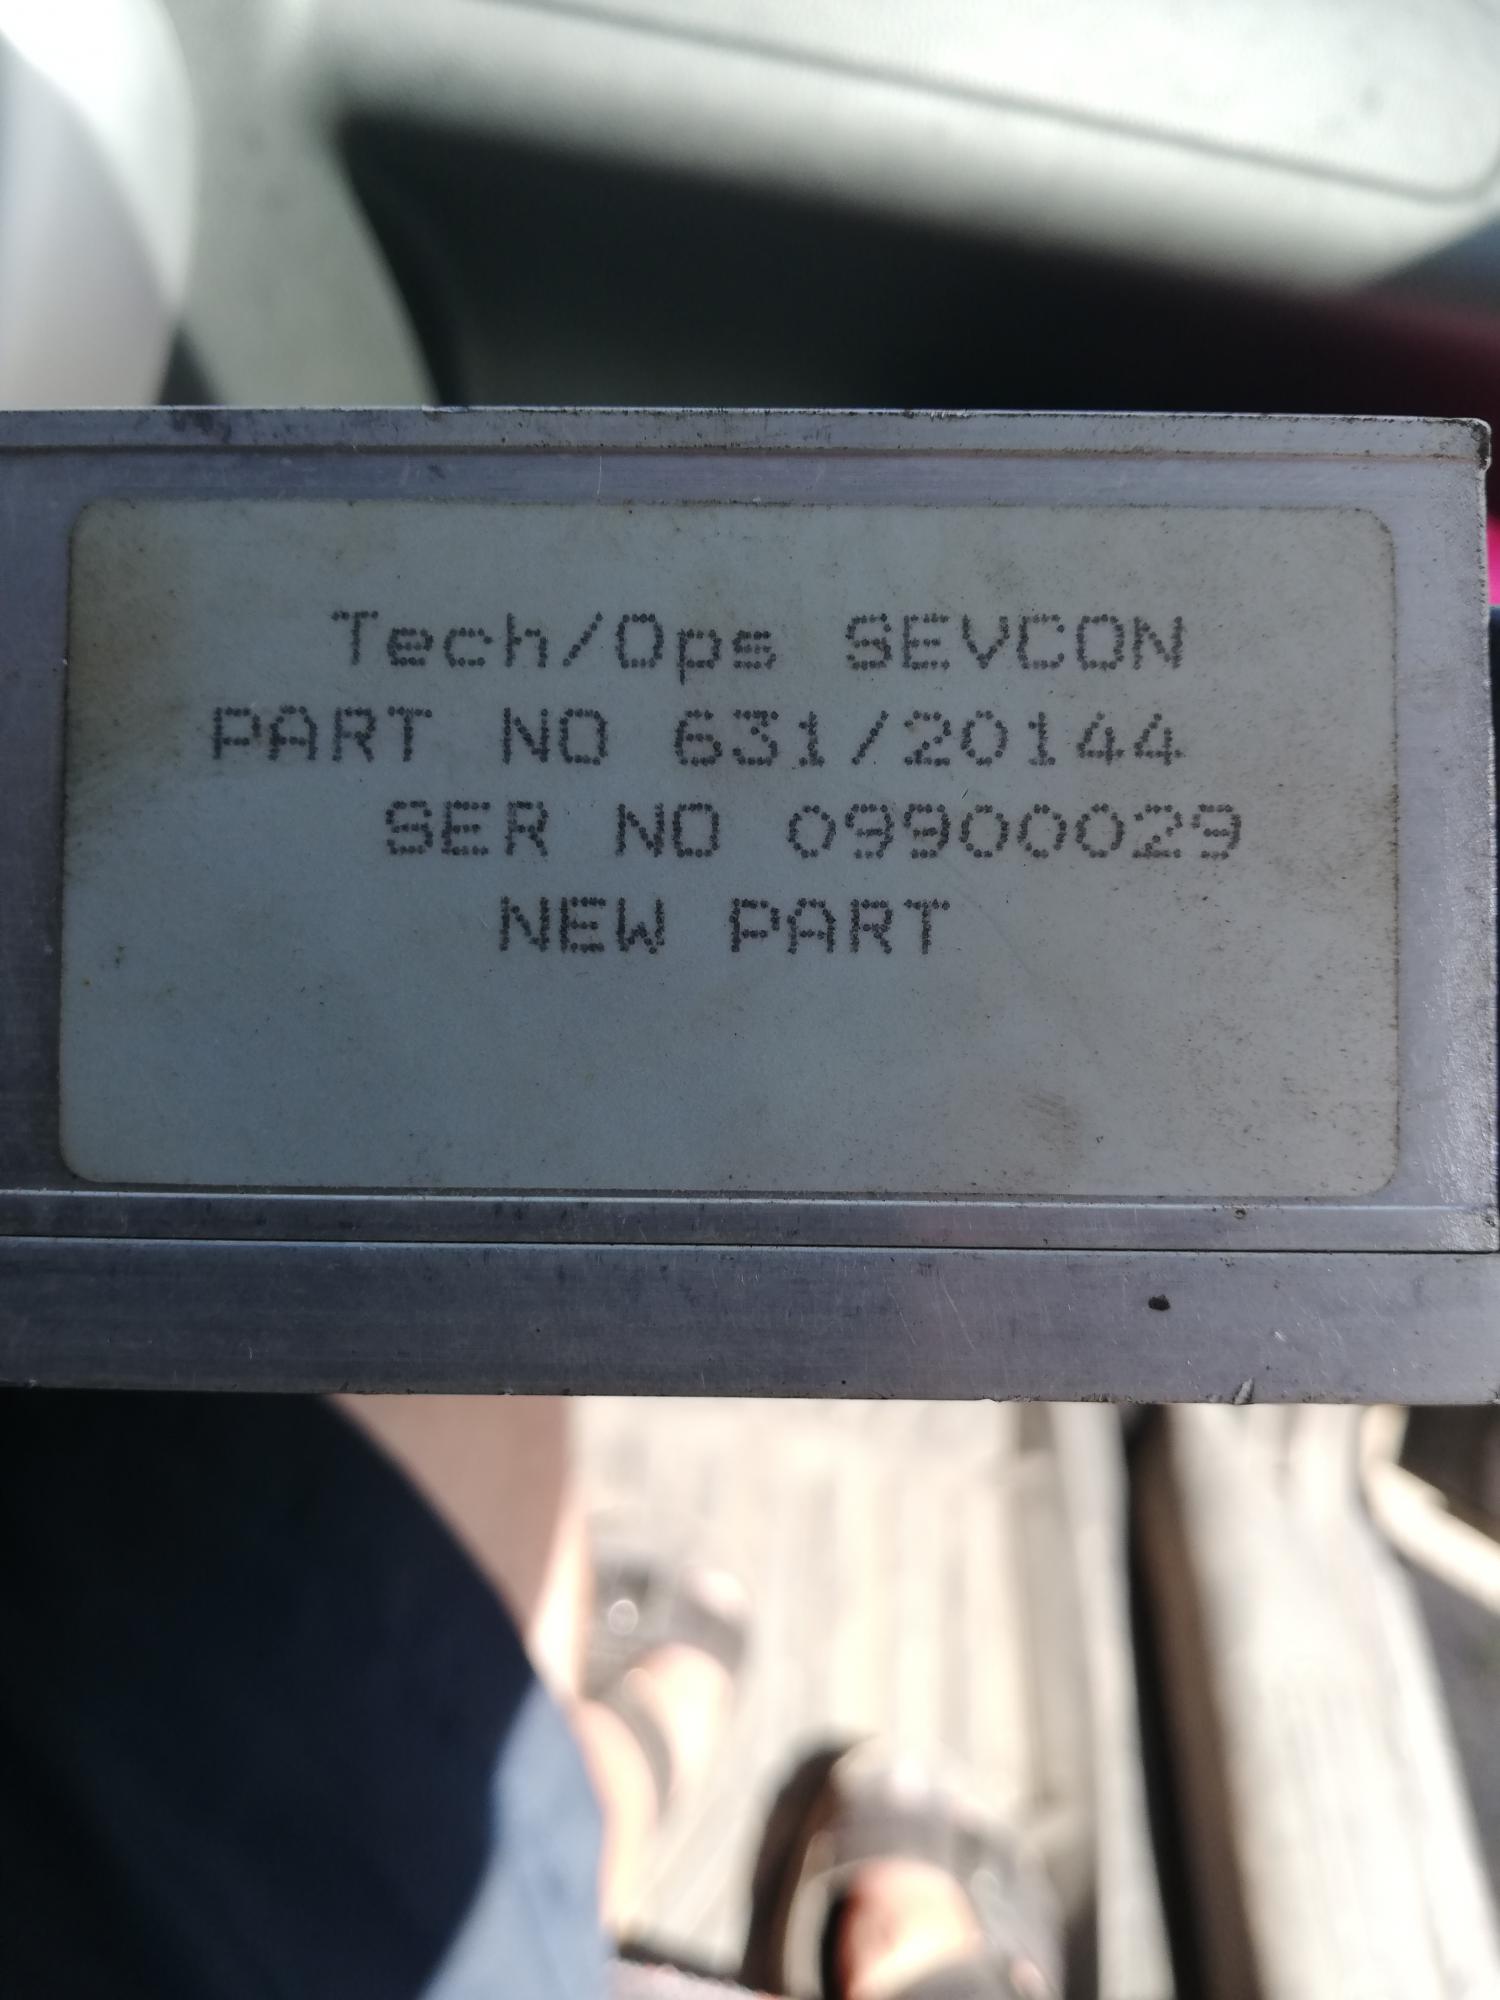 Tech/Ops SEVCON
PART NO 631/20144
SER NO 09900029
NEW PART